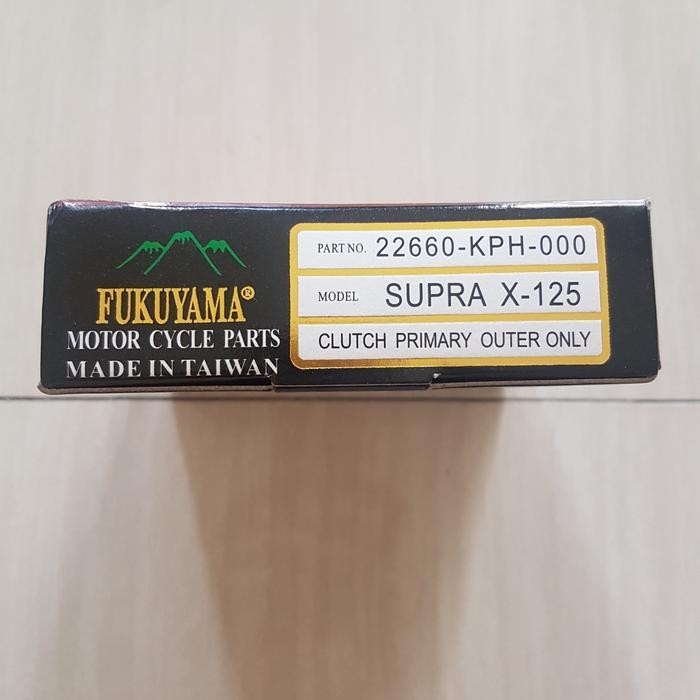 FUKUYAMA®
MOTOR CYCLE PARTS
MADE IN TAIWAN
PART NO. 22660-KPH-000
MODEL SUPRA X-125
CLUTCH PRIMARY OUTER ONLY